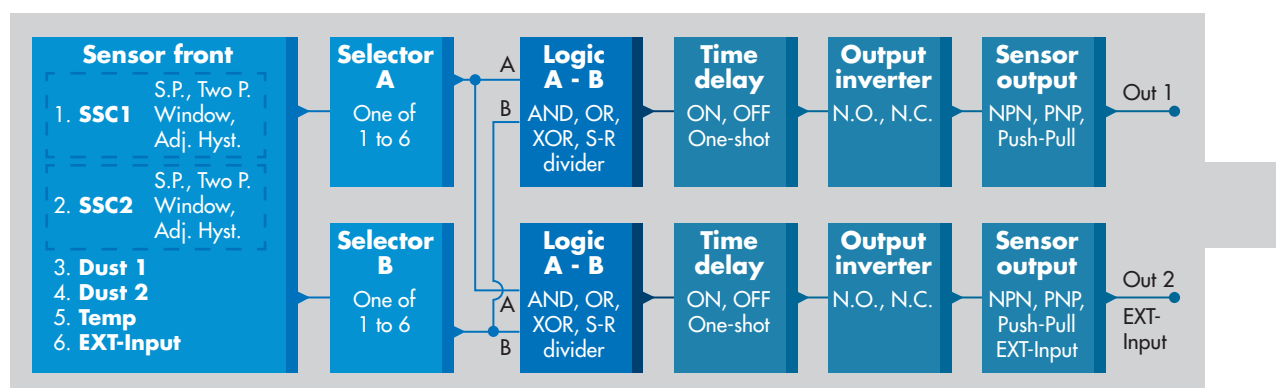 Sensor front
S.P., Two P.
1. SSC1 Window,
Adj. Hyst.
S.P., Two P.
2. SSC2 Window,
Adj. Hyst.
3. Dust 1
4. Dust 2
5. Temp
6. EXT-Input
Selector
A
One of
1 to 6
A
B
Logic
A - B
AND, OR,
XOR, S-R
divider
Time
delay
ON, OFF
One-shot
Output
inverter
N.O., N.C.
Sensor
output
NPN, PNP,
Push-Pull
Out 1
Selector
B
One of
1 to 6
A
B
Logic
A - B
AND, OR,
XOR, S-R
divider
Time
delay
ON, OFF
One-shot
Output
inverter
N.O., N.C.
Sensor
output
NPN, PNP,
Push-Pull
EXT-Input
Out 2
EXT-
Input